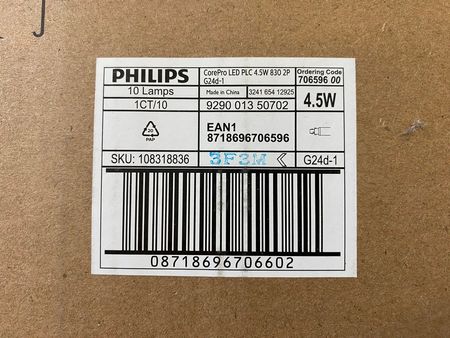 PHILIPS
CorePro LED PLC 4.5W 830 2P
G24d-1
Ordering Code
706596 00
10 Lamps
Made in China
3241 654 12925
4.5W
1CT/10
9290 013 50702
20
PAP
EAN1
8718696706596
SKU: 108318836
3F3M
G24d-1
08718696706602